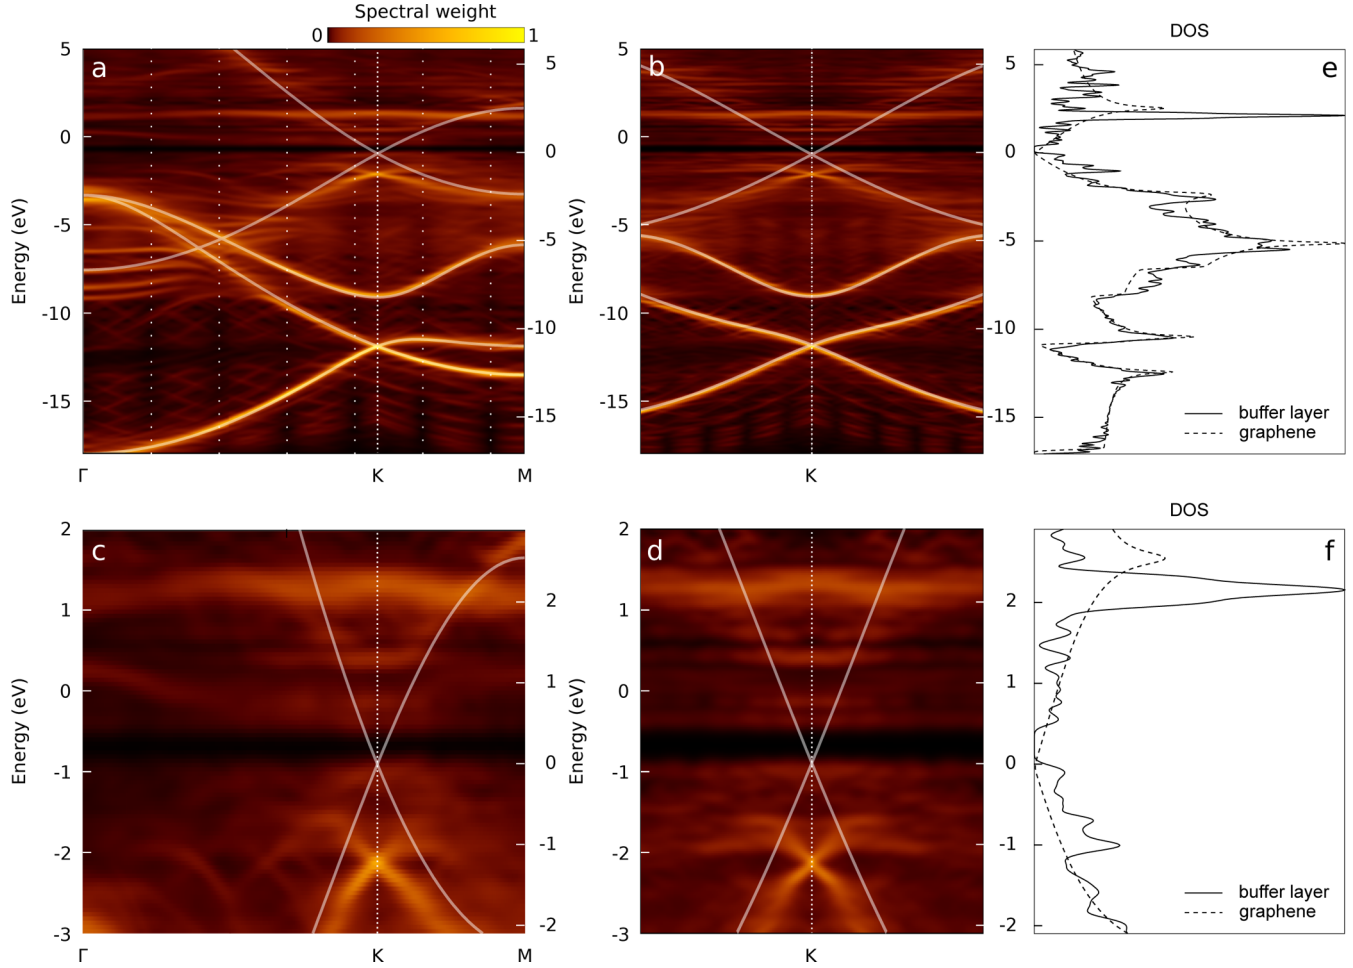 Spectral weight
0 1
DOS
a
b
e
5
0
-5
-10
-15
Energy (eV)
5
0
-5
-10
-15
Γ K M
5
0
-5
-10
-15
Energy (eV)
K
5
0
-5
-10
-15
buffer layer
graphene
DOS
c
d
f
2
1
0
-1
-2
-3
Energy (eV)
2
1
0
-1
-2
Γ K M
2
1
0
-1
-2
-3
Energy (eV)
K
2
1
0
-1
-2
buffer layer
graphene